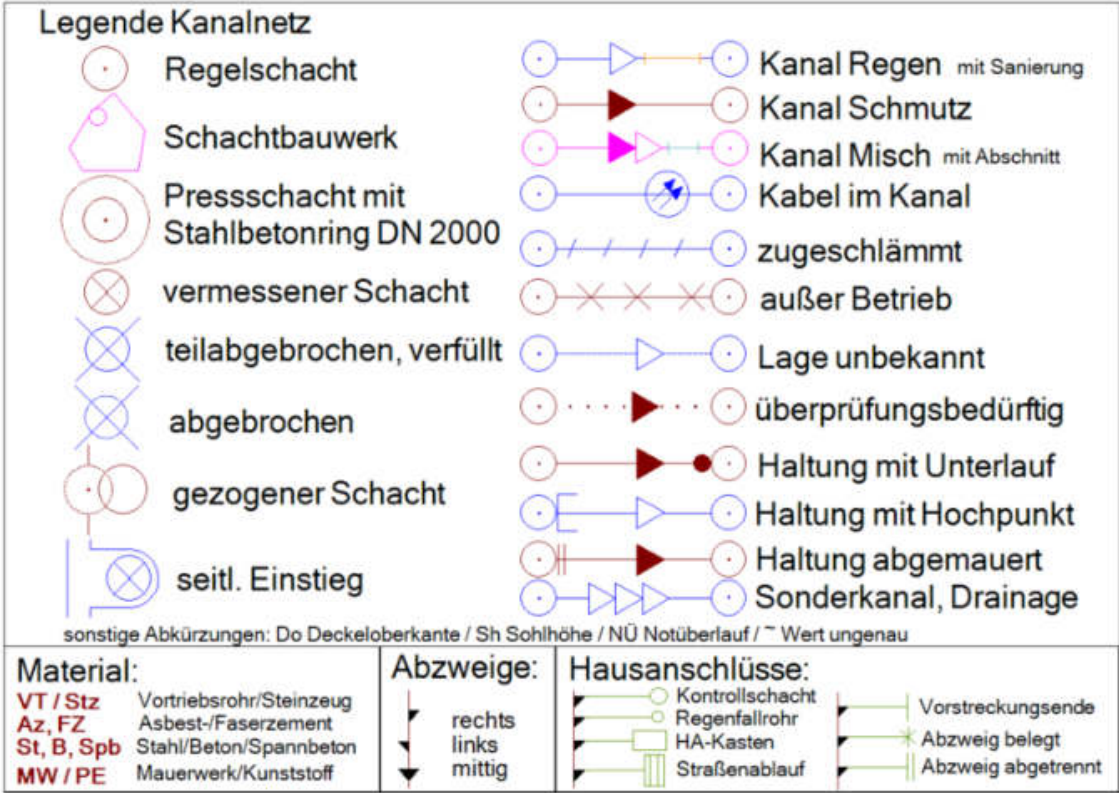 Legende Kanalnetz
Regelschacht
Schachtbauwerk
Pressschacht mit
Stahlbetonring DN 2000
vermessener Schacht
teilabgebrochen, verfüllt
abgebrochen
gezogener Schacht
seitl. Einstieg
Kanal Regen mit Sanierung
Kanal Schmutz
Kanal Misch mit Abschnitt
Kabel im Kanal
zugeschlämmt
außer Betrieb
Lage unbekannt
überprüfungsbedürftig
Haltung mit Unterlauf
Haltung mit Hochpunkt
Haltung abgemauert
Sonderkanal, Drainage
sonstige Abkürzungen: Do Deckeloberkante / Sh Sohlhöhe / NÜ Notüberlauf / ~ Wert ungenau
Material:
VT / Stz Vortriebsrohr/Steinzeug
Az, FZ Asbest-/Faserzement
St, B, Spb Stahl/Beton/Spannbeton
MW / PE Mauerwerk/Kunststoff
Abzweige:
rechts
links
mittig
Hausanschlüsse:
Kontrollschacht
Regenfallrohr
HA-Kasten
Straßenablauf
Vorstreckungsende
Abzweig belegt
Abzweig abgetrennt